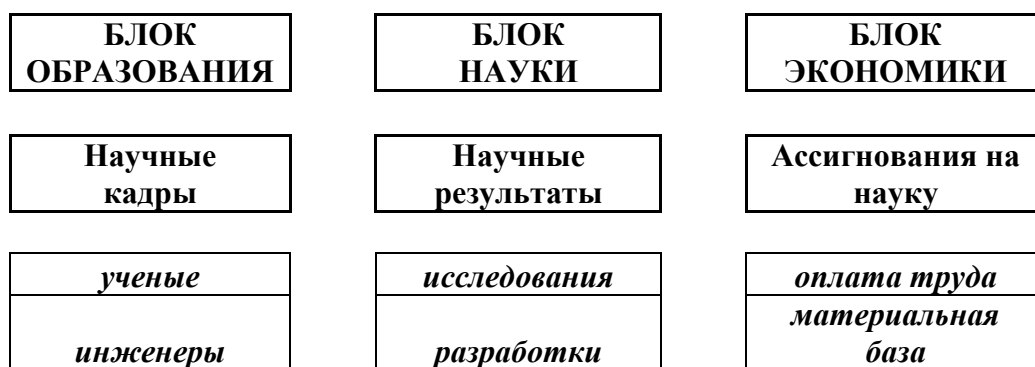 БЛОК
ОБРАЗОВАНИЯ
БЛОК
НАУКИ
БЛОК
ЭКОНОМИКИ
Научные
кадры
Научные
результаты
Ассигнования на
науку
ученые
исследования
оплата труда
инженеры
разработки
материальная
база